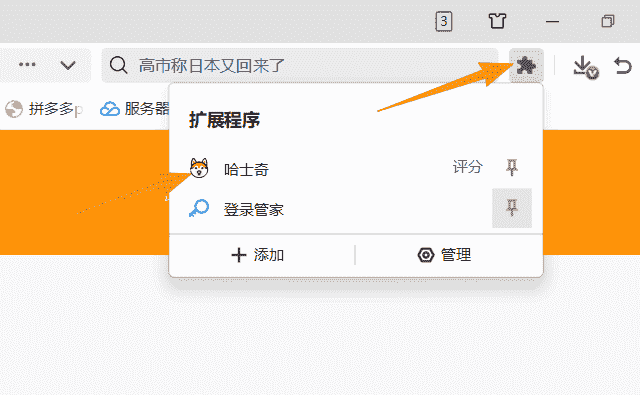 3
高市称日本又回来了
拼多多p
服务器
扩展程序
哈士奇
评分
登录管家
添加
管理